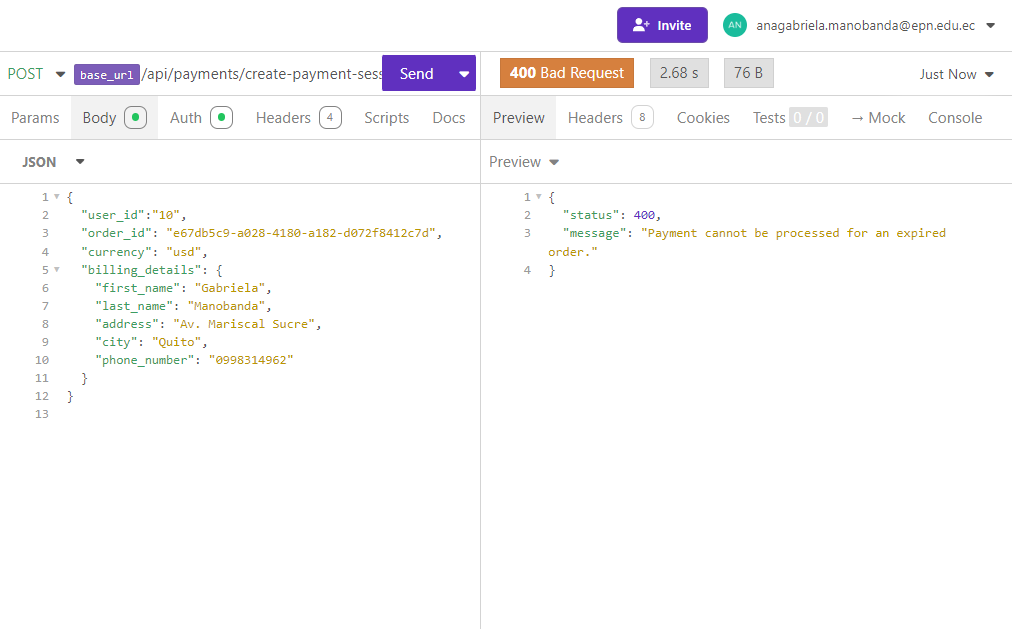 Invite
AN
anagabriela.manobanda@epn.edu.ec
POST base_url/api/payments/create-payment-sess Send
400 Bad Request 2.68 s 76 B Just Now
Params Body Auth Headers 4 Scripts Docs
Preview Headers 8 Cookies Tests 0 / 0 → Mock Console
JSON
Preview
1 {
2 "user_id":"10",
3 "order_id": "e67db5c9-a028-4180-a182-d072f8412c7d",
4 "currency": "usd",
5 "billing_details": {
6 "first_name": "Gabriela",
7 "last_name": "Manobanda",
8 "address": "Av. Mariscal Sucre",
9 "city": "Quito",
10 "phone_number": "0998314962"
11 }
12 }
13
1 {
2 "status": 400,
3 "message": "Payment cannot be processed for an expired
order."
4 }